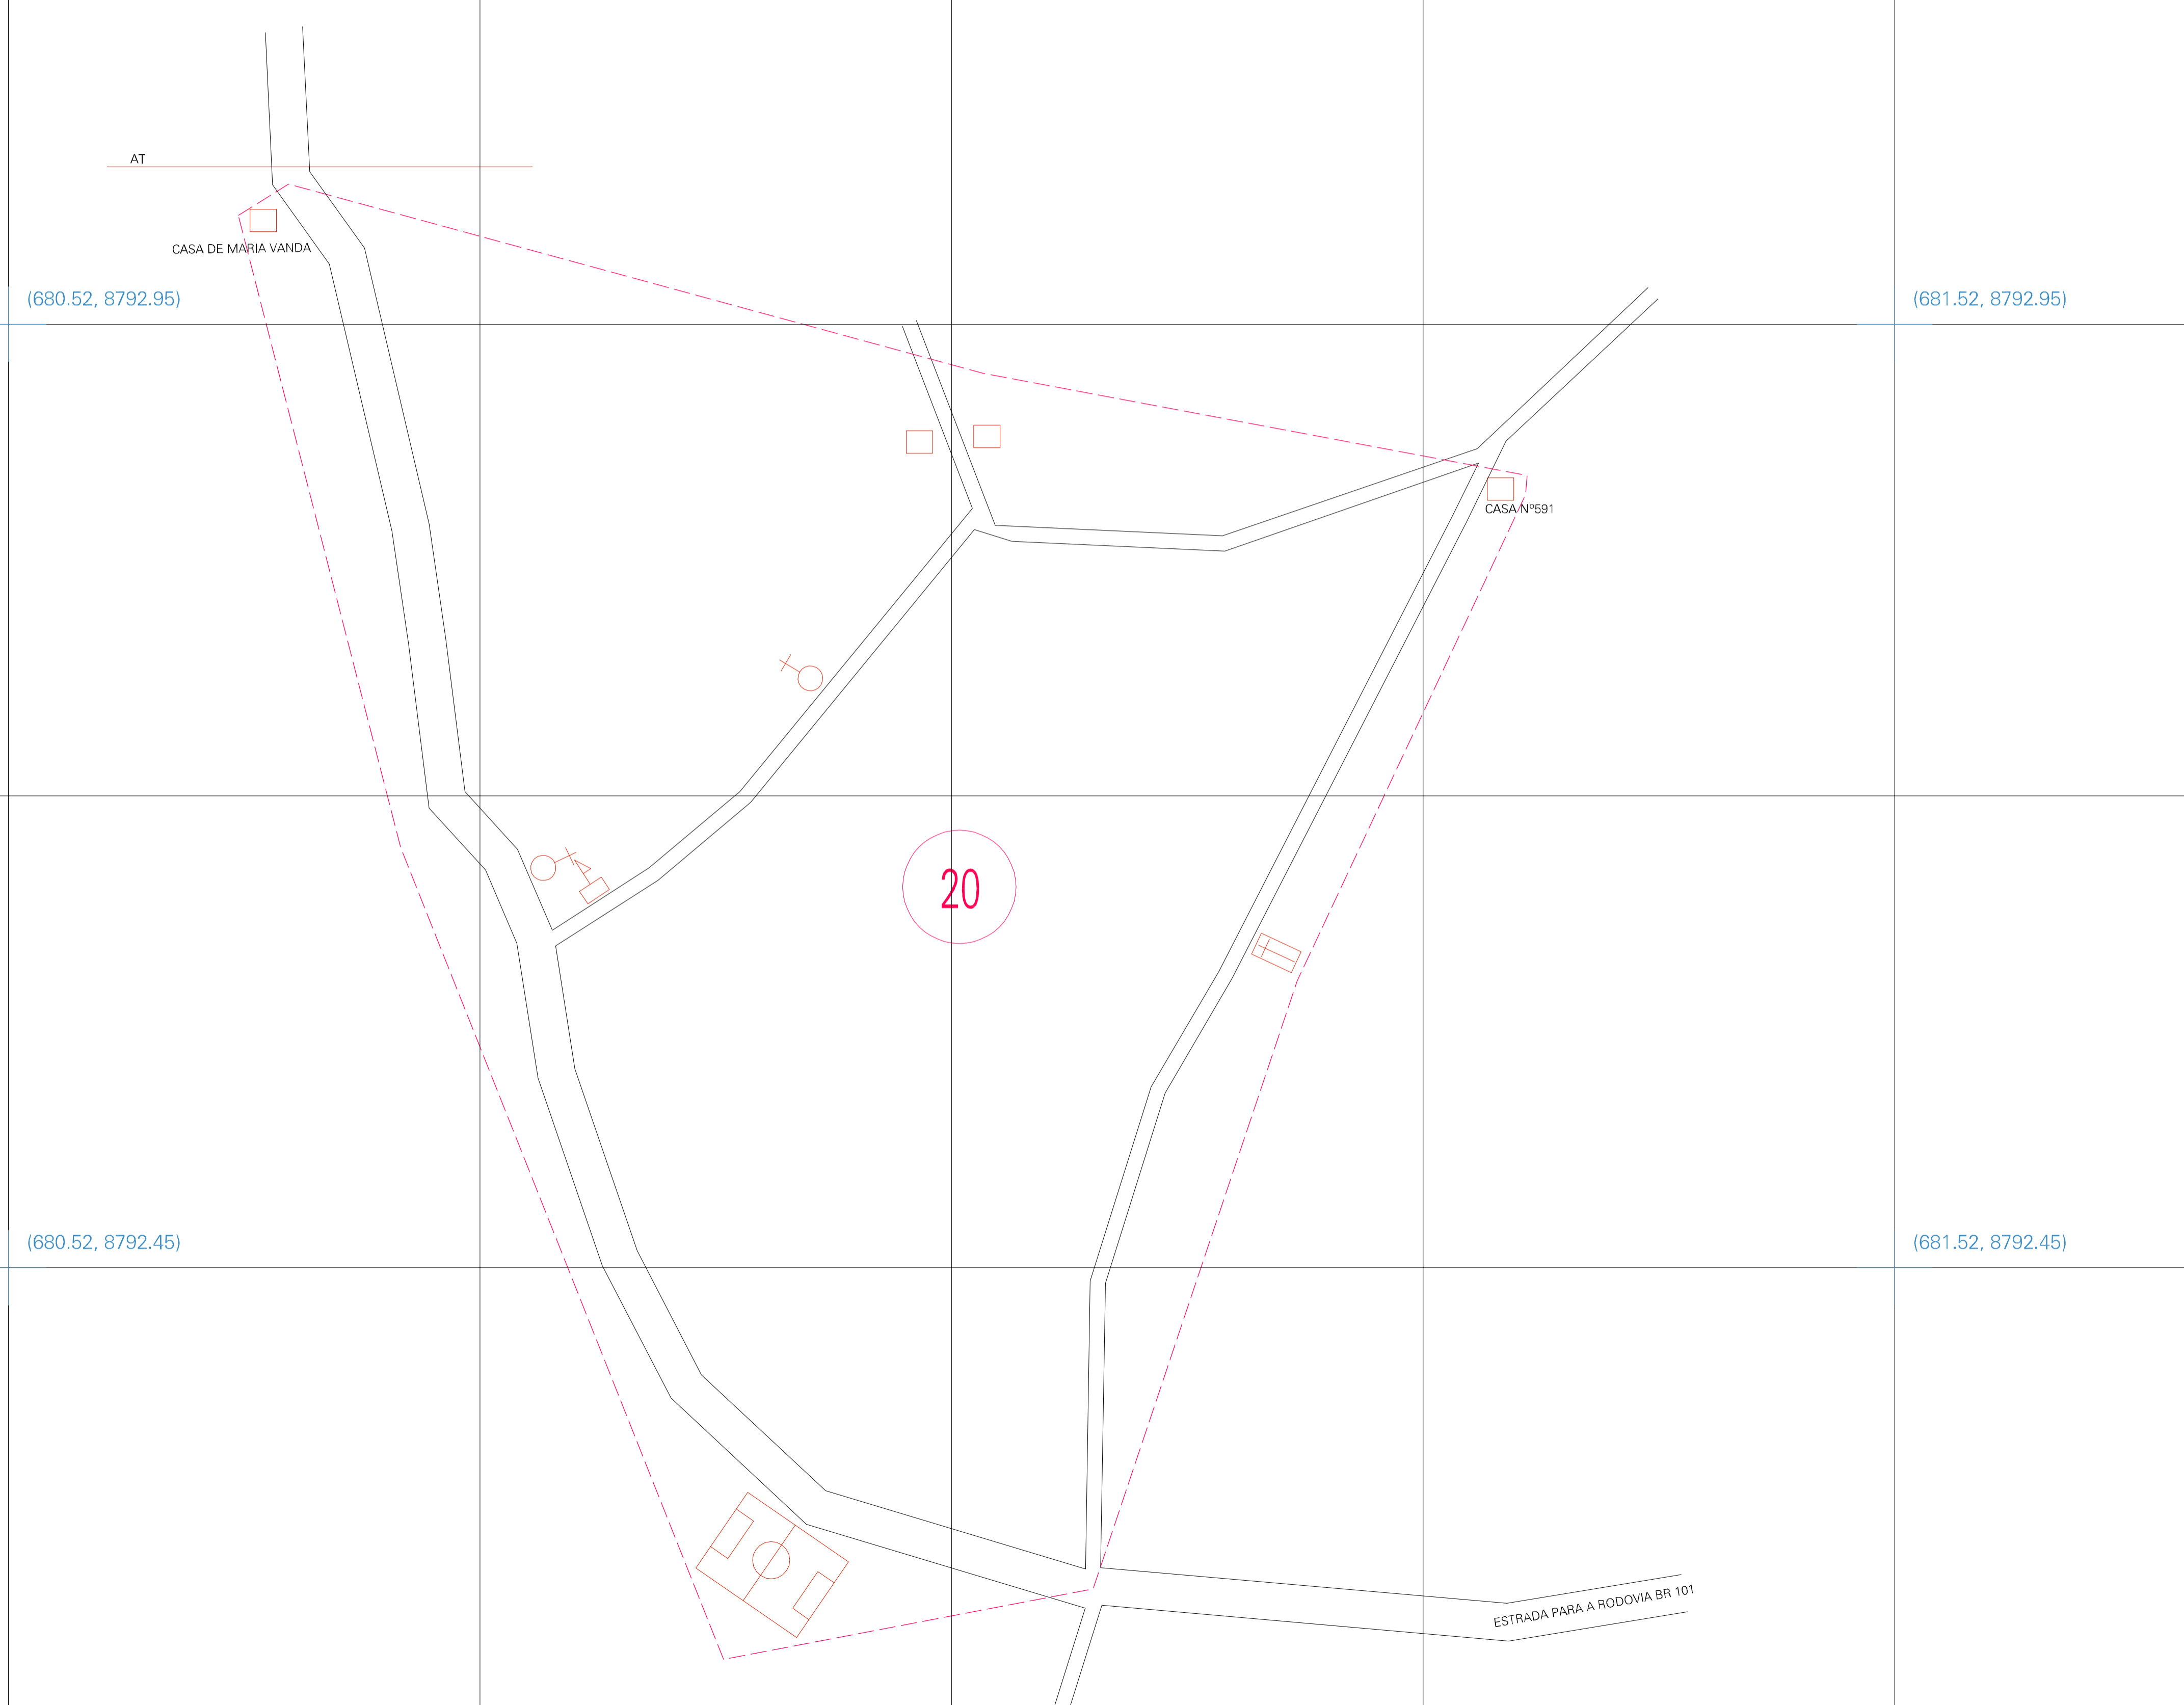 AT
CASA DE MARIA VANDA
(680.52, 8792.95)
(681.52, 8792.95)
CASA Nº591
20
(680.52, 8792.45)
(681.52, 8792.45)
ESTRADA PARA A RODOVIA BR 101